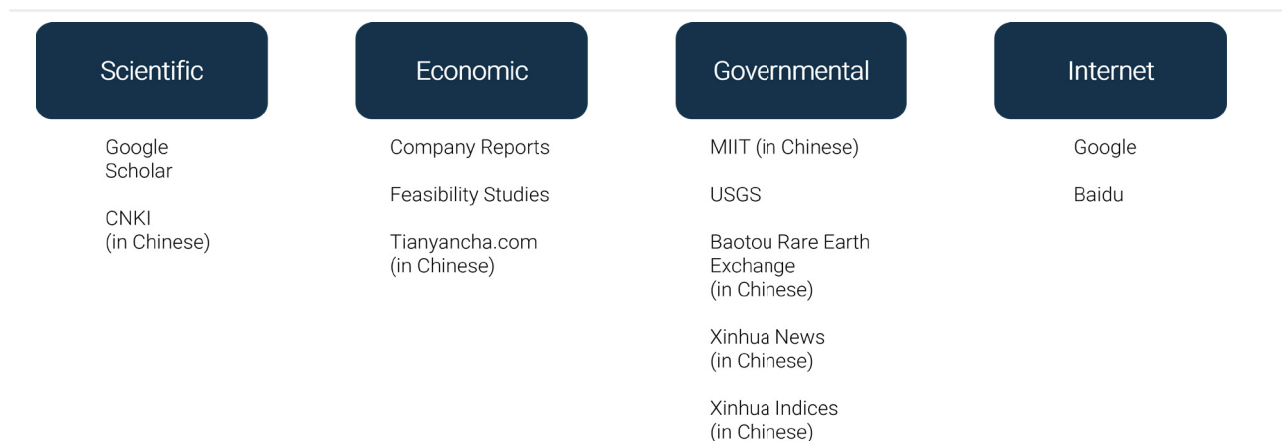 Scientific
Google
Scholar
CNKI
(in Chinese)
Economic
Company Reports
Feasibility Studies
Tianyancha.com
(in Chinese)
Governmental
MIIT (in Chinese)
USGS
Baotou Rare Earth
Exchange
(in Chinese)
Xinhua News
(in Chinese)
Xinhua Indices
(in Chinese)
Internet
Google
Baidu